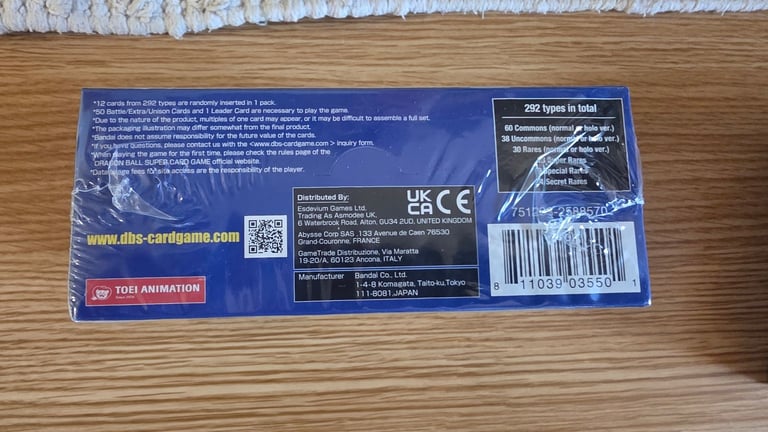 *12 cards from 292 types are randomly inserted in 1 pack.
*50 Battle/Extra/Unison Cards and 1 Leader Card are necessary to play the game.
*Due to the nature of the product, multiples of one card may appear, or it may be difficult to assemble a full set.
*The packaging illustration may differ somewhat from the final product.
*Bandai does not assume responsibility for the future value of the cards.
*If you have questions, please contact us with the <www.dbs-cardgame.com> inquiry form.
*When playing the game for the first time, please check the rules page of the
DRAGON BALL SUPER CARD GAME official website.
*Data usage fees for site access are the responsibility of the player.
www.dbs-cardgame.com
TOEI ANIMATION
Distributed By:
Esdevium Games Ltd.
Trading As Asmodee UK,
6 Waterbrook Road, Alton, GU34 2UD, UNITED KINGDOM
Abysse Corp SAS .133 Avenue de Caen 76530
Grand-Couronne, FRANCE
GameTrade Distribuzione, Via Maratta
19-20/A, 60123 Ancona, ITALY
UK
CA CE
Manufacturer Bandai Co., Ltd.
1-4-8 Komagata, Taito-ku,Tokyo
111-8081,JAPAN
292 types in total
60 Commons (normal or holo ver.)
38 Uncommons (normal or holo ver.)
30 Rares (normal or holo ver.)
Super Rares
Special Rares
Secret Rares
8 11039 03550 1